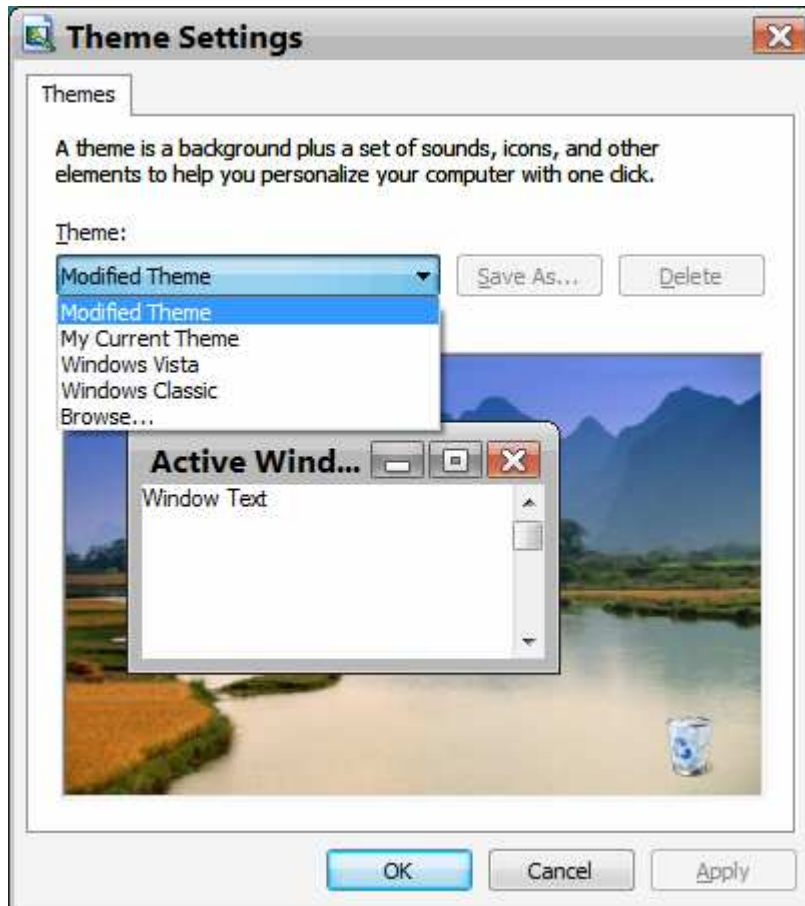 Theme Settings
Themes
A theme is a background plus a set of sounds, icons, and other
elements to help you personalize your computer with one click.
Theme:
Modified Theme
Save As...
Delete
Modified Theme
My Current Theme
Windows Vista
Windows Classic
Browse...
Active Wind...
Window Text
OK
Cancel
Apply